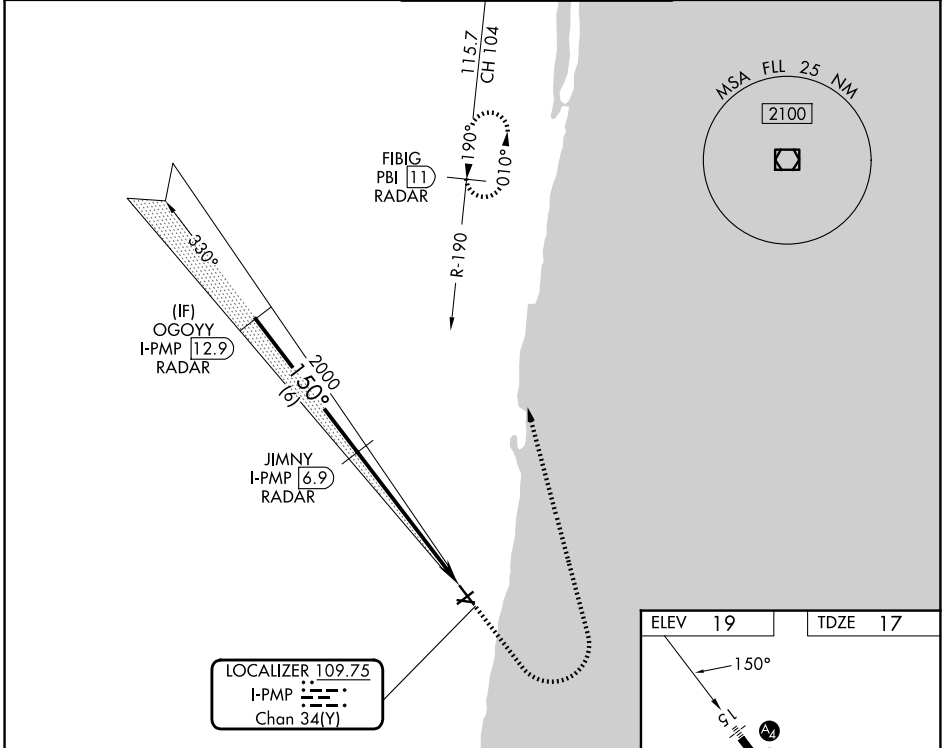 115.7
CH 104
190°
010°
FIBIG
PBI 11
RADAR
R-190
MSA FLL 25 NM
2100
330°
(IF)
OGOYY
I-PMP 12.9
RADAR
2000
150°
(6)
JIMNY
I-PMP 6.9
RADAR
LOCALIZER 109.75
I-PMP
Chan 34(Y)
ELEV 19
TDZE 17
150°
15
A4